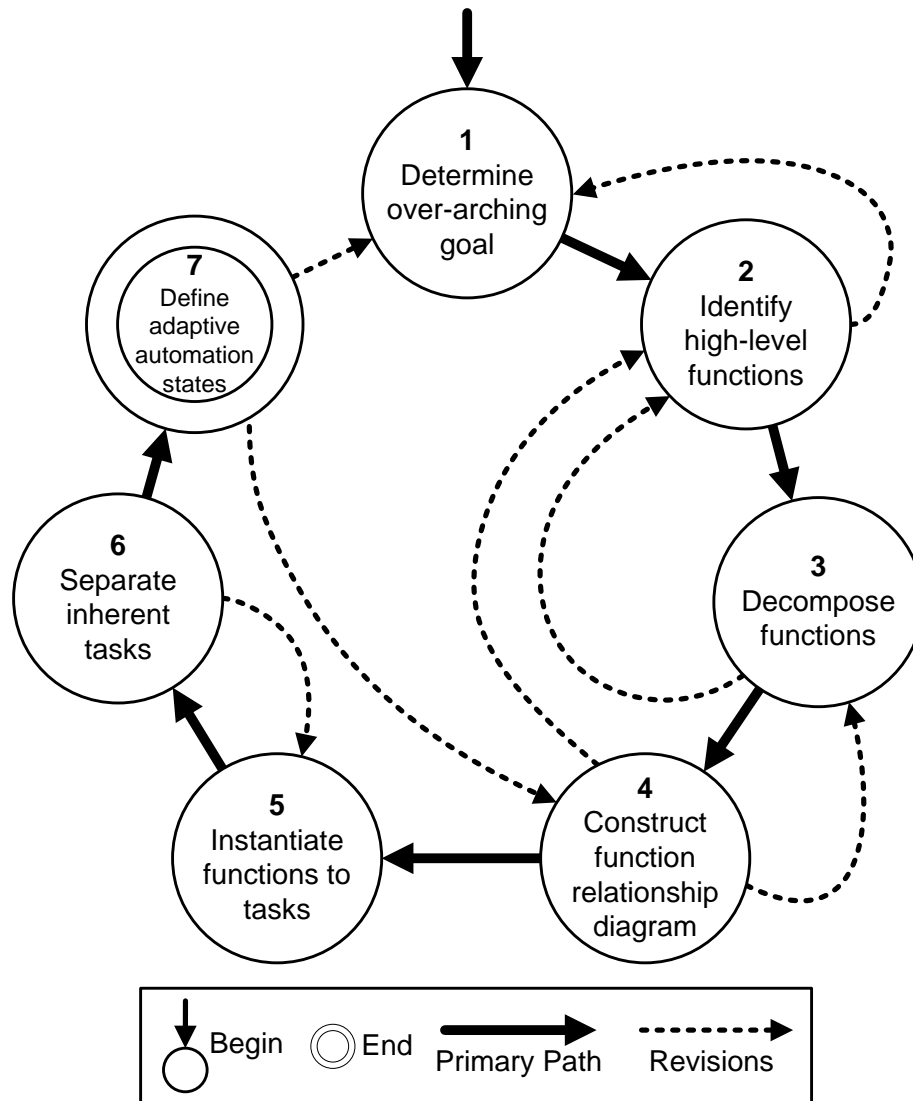 1
Determine
over-arching
goal
2
Identify
high-level
functions
3
Decompose
functions
4
Construct
function
relationship
diagram
5
Instantiate
functions to
tasks
6
Separate
inherent
tasks
7
Define
adaptive
automation
states
Begin
End
Primary Path
Revisions